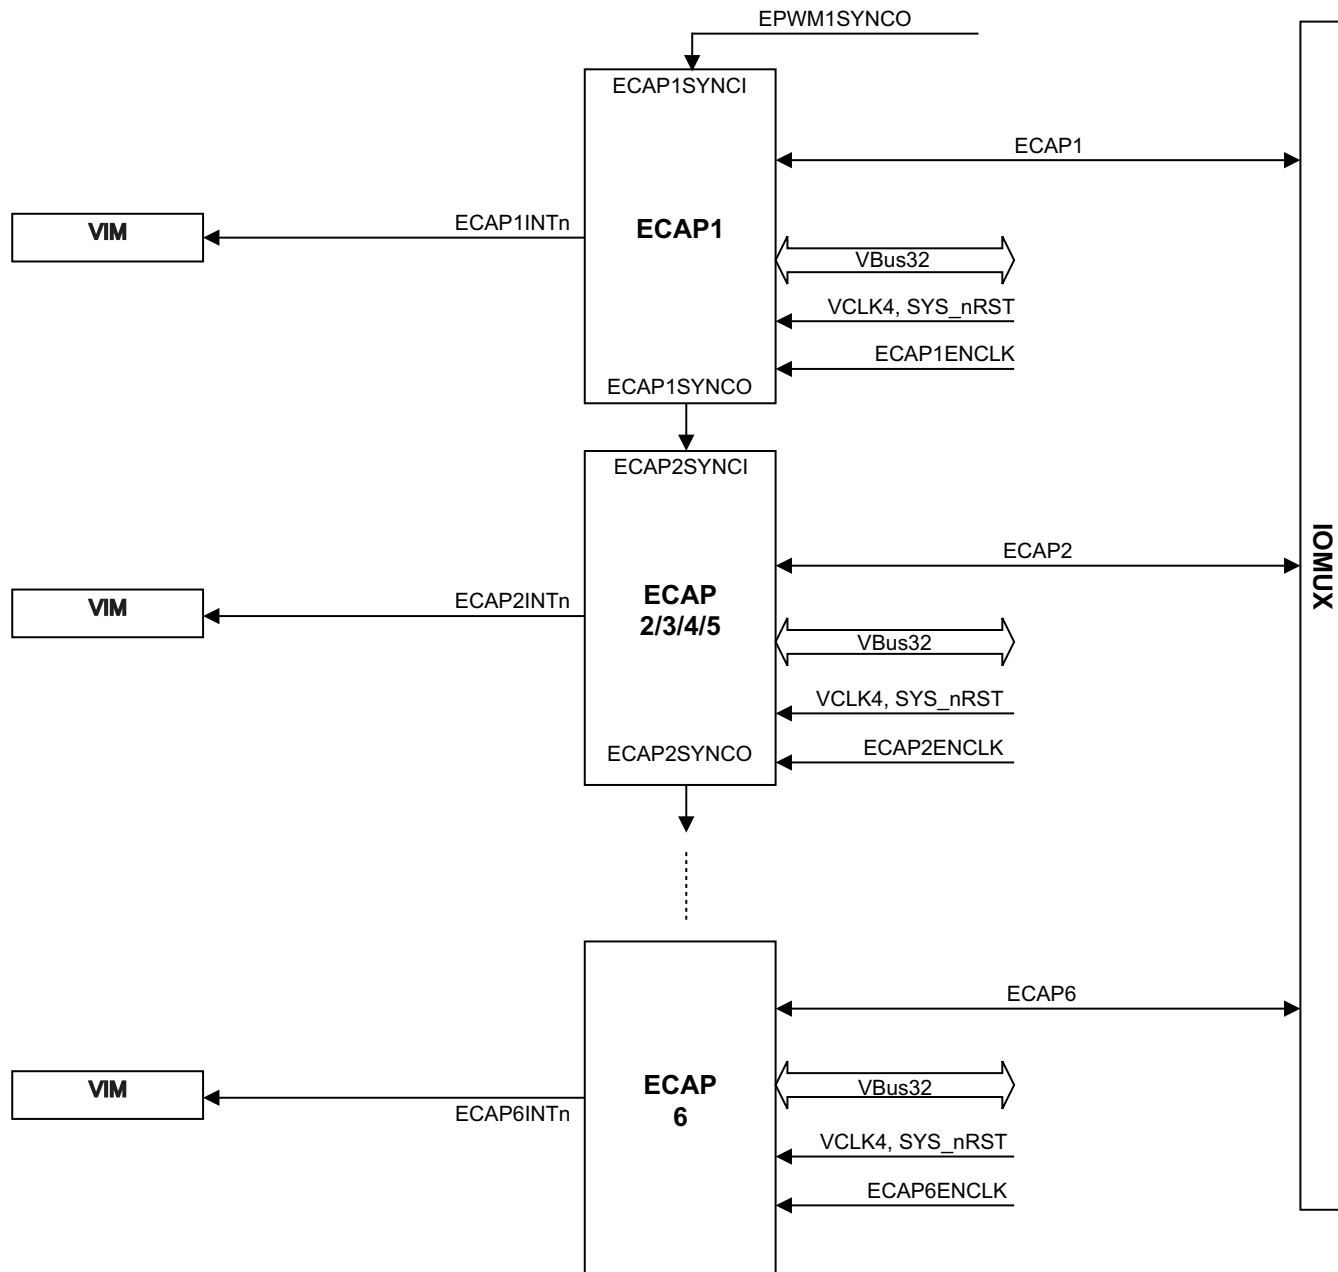 EPWM1SYNCO
ECAP1SYNCI
ECAP1
VIM
ECAP1INTn
ECAP1
VBus32
VCLK4, SYS_nRST
ECAP1ENCLK
ECAP1SYNCO
ECAP2SYNCI
ECAP2
IOMUX
VIM
ECAP2INTn
ECAP
2/3/4/5
VBus32
VCLK4, SYS_nRST
ECAP2ENCLK
ECAP2SYNCO
ECAP6
VIM
ECAP6INTn
ECAP
6
VBus32
VCLK4, SYS_nRST
ECAP6ENCLK